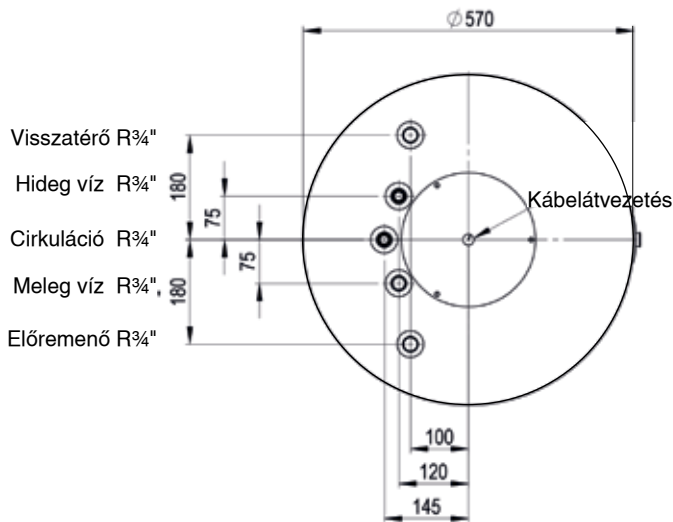 ⌀570
Visszatérő R¾"
Hideg víz R¾"
Cirkuláció R¾"
Meleg víz R¾"
Előremenő R¾"
180
75
75
180
Kábelátvezetés
100
120
145